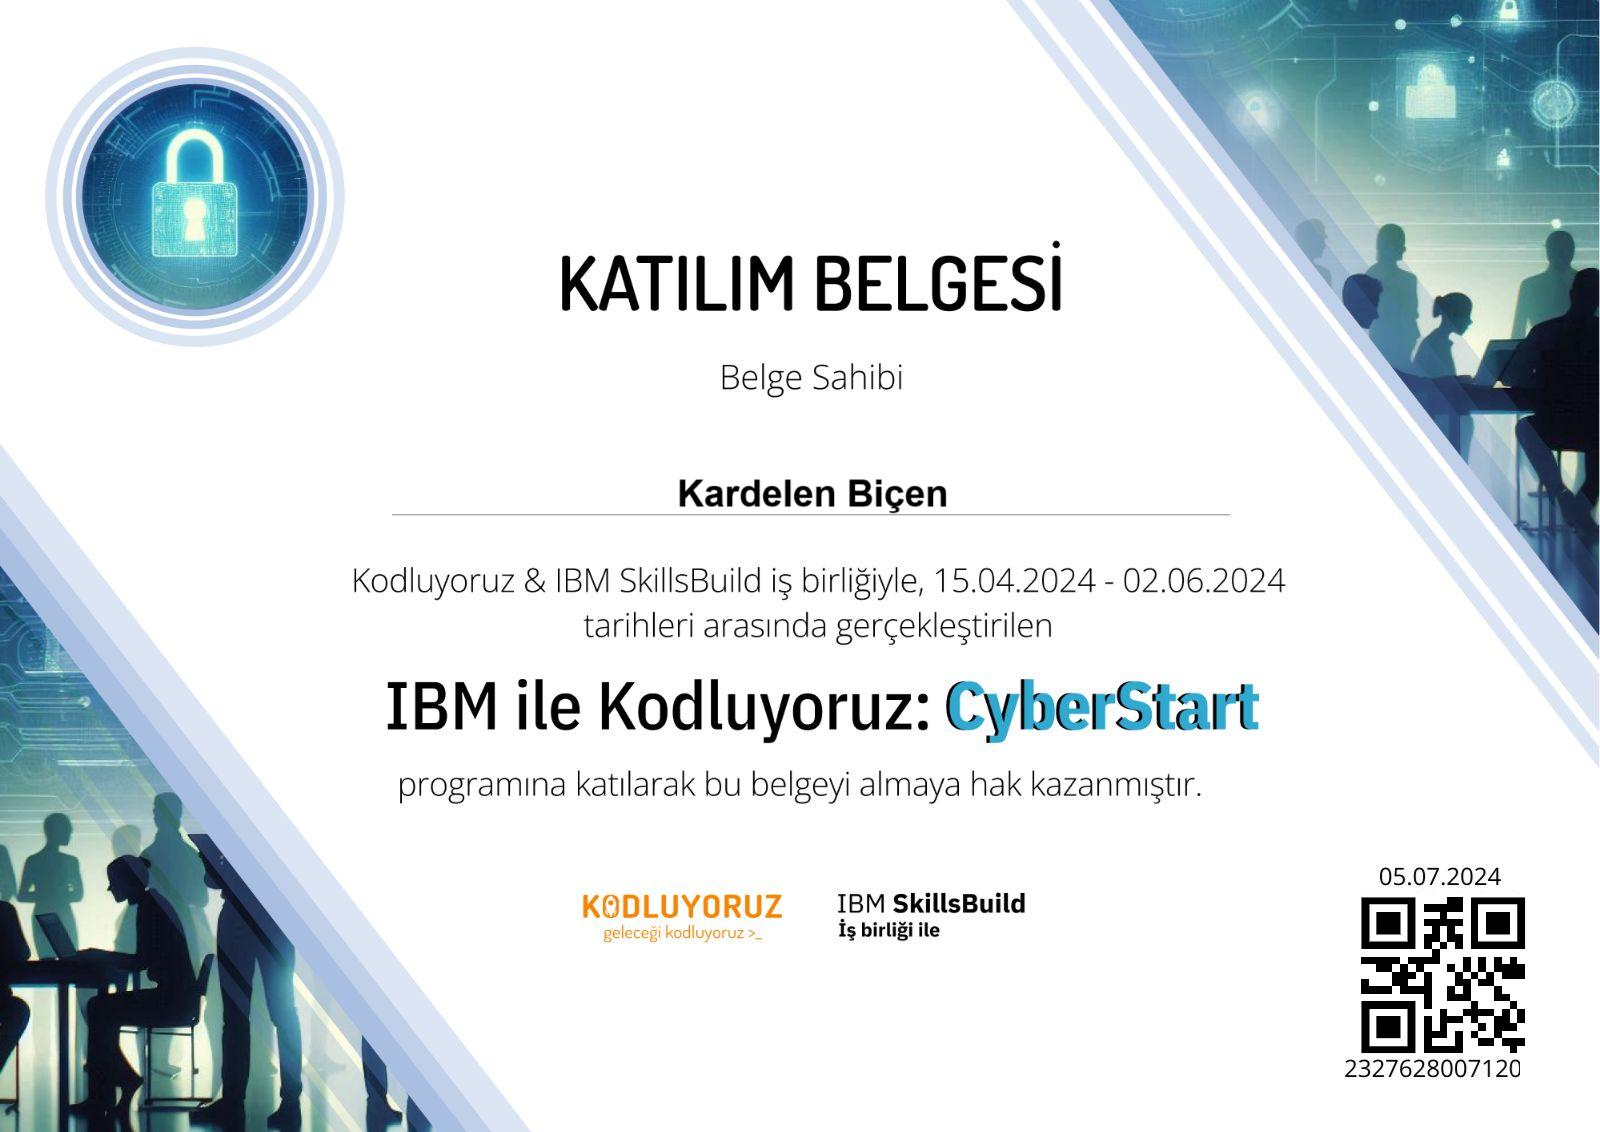 KATILIM BELGESİ
Belge Sahibi
Kardelen Biçen
Kodluyoruz & IBM SkillsBuild iş birliğiyle, 15.04.2024 - 02.06.2024
tarihleri arasında gerçekleştirilen
IBM ile Kodluyoruz: CyberStart
programına katılarak bu belgeyi almaya hak kazanmıştır.
KODLUYORUZ
geleceği kodluyoruz >_
IBM SkillsBuild
İş birliği ile
05.07.2024
2327628007120